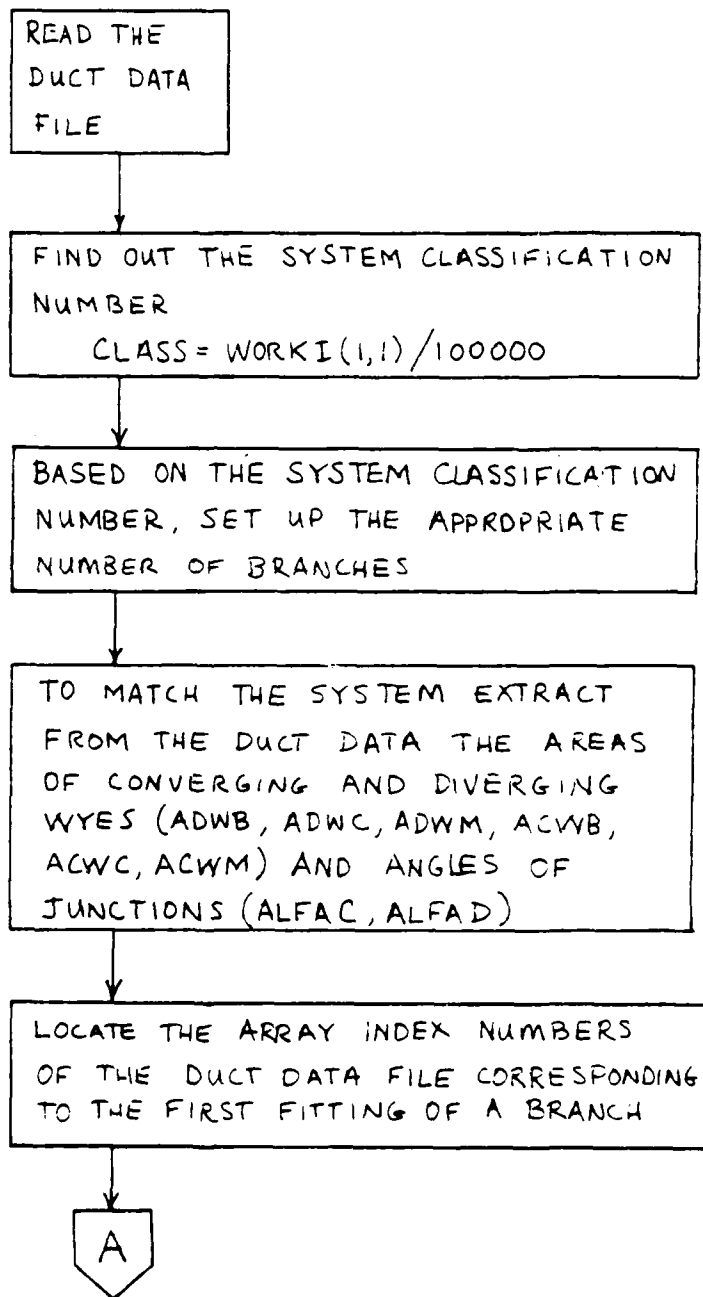 READ THE
DUCT DATA
FILE
FIND OUT THE SYSTEM CLASSIFICATION
NUMBER
CLASS = WORKI(1,1)/100000
BASED ON THE SYSTEM CLASSIFICATION
NUMBER, SET UP THE APPROPRIATE
NUMBER OF BRANCHES
TO MATCH THE SYSTEM EXTRACT
FROM THE DUCT DATA THE AREAS
OF CONVERGING AND DIVERGING
WYES (ADWB, ADWC, ADWM, ACWB,
ACWC, ACWM) AND ANGLES OF
JUNCTIONS (ALFAC, ALFAD)
LOCATE THE ARRAY INDEX NUMBERS
OF THE DUCT DATA FILE CORRESPONDING
TO THE FIRST FITTING OF A BRANCH
A